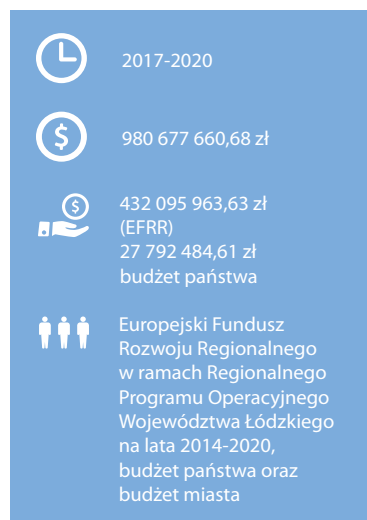 2017-2020
$
980 677 660,68 zł
$
432 095 963,63 zł
(EFRR)
27 792 484,61 zł
budżet państwa
Europejski Fundusz
Rozwoju Regionalnego
w ramach Regionalnego
Programu Operacyjnego
Województwa Łódzkiego
na lata 2014-2020,
budżet państwa oraz
budżet miasta